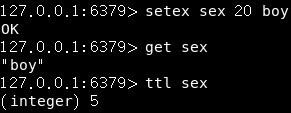 127.0.0.1:6379> setex sex 20 boy
OK
127.0.0.1:6379> get sex
"boy"
127.0.0.1:6379> ttl sex
(integer) 5